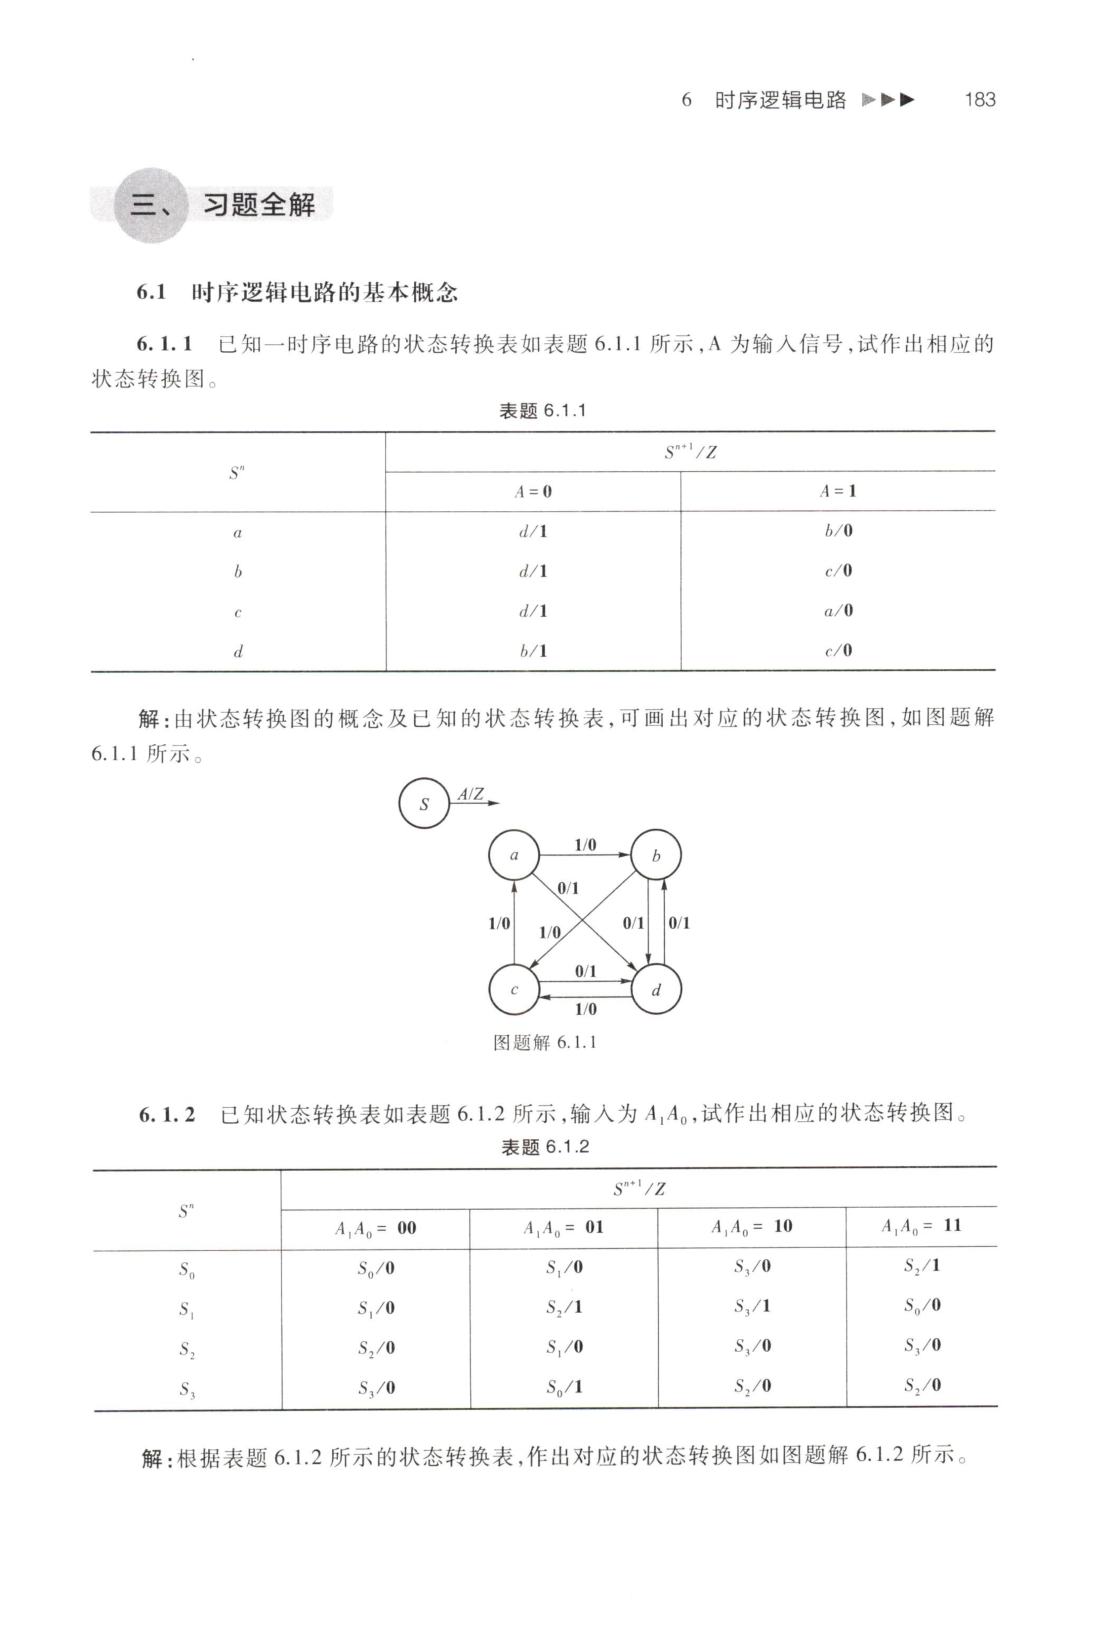 6 时序逻辑电路 183
三、 习题全解
6.1 时序逻辑电路的基本概念
6.1.1 已知一时序电路的状态转换表如表题 6.1.1 所示,A 为输入信号,试作出相应的
状态转换图。
表题 6.1.1
Sⁿ Sⁿ⁺¹/Z
A=0 A=1
a d/1 b/0
b d/1 c/0
c d/1 a/0
d b/1 c/0
解:由状态转换图的概念及已知的状态转换表,可画出对应的状态转换图,如图题解
6.1.1 所示。
S A/Z
a 1/0 b
0/1
1/0 1/0 0/1 0/1
c 0/1 d
1/0
图题解 6.1.1
6.1.2 已知状态转换表如表题 6.1.2 所示,输入为 A₁A₀,试作出相应的状态转换图。
表题 6.1.2
Sⁿ Sⁿ⁺¹/Z
A₁A₀= 00 A₁A₀= 01 A₁A₀= 10 A₁A₀= 11
S₀ S₀/0 S₁/0 S₃/0 S₂/1
S₁ S₁/0 S₂/1 S₃/1 S₀/0
S₂ S₂/0 S₁/0 S₃/0 S₃/0
S₃ S₃/0 S₀/1 S₂/0 S₂/0
解:根据表题 6.1.2 所示的状态转换表,作出对应的状态转换图如图题解 6.1.2 所示。